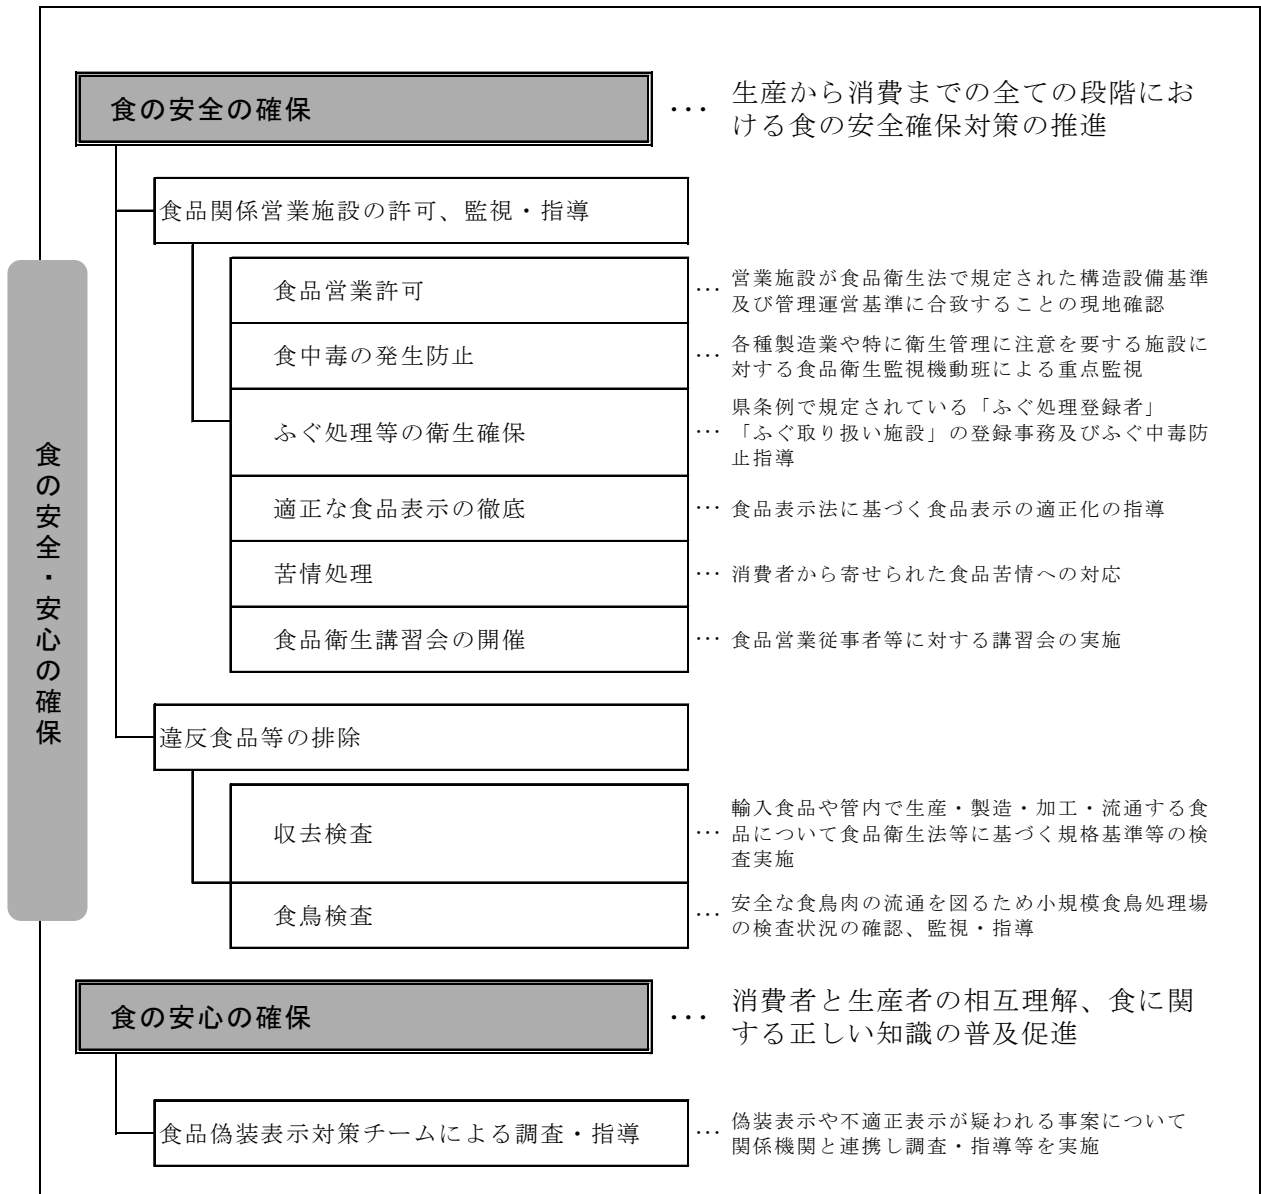 食の安全・安心の確保
食の安全の確保
… 生産から消費までの全ての段階にお
ける食の安全確保対策の推進
食品関係営業施設の許可、監視・指導
食品営業許可
… 営業施設が食品衛生法で規定された構造設備基準
及び管理運営基準に合致することの現地確認
食中毒の発生防止
… 各種製造業や特に衛生管理に注意を要する施設に
対する食品衛生監視機動班による重点監視
ふぐ処理等の衛生確保
県条例で規定されている「ふぐ処理登録者」
… 「ふぐ取り扱い施設」の登録事務及びふぐ中毒防
止指導
適正な食品表示の徹底
… 食品表示法に基づく食品表示の適正化の指導
苦情処理
… 消費者から寄せられた食品苦情への対応
食品衛生講習会の開催
… 食品営業従事者等に対する講習会の実施
違反食品等の排除
収去検査
輸入食品や管内で生産・製造・加工・流通する食
… 品について食品衛生法等に基づく規格基準等の検
査実施
食鳥検査
… 安全な食鳥肉の流通を図るため小規模食鳥処理場
の検査状況の確認、監視・指導
食の安心の確保
… 消費者と生産者の相互理解、食に関
する正しい知識の普及促進
食品偽装表示対策チームによる調査・指導
… 偽装表示や不適正表示が疑われる事案について
関係機関と連携し調査・指導等を実施